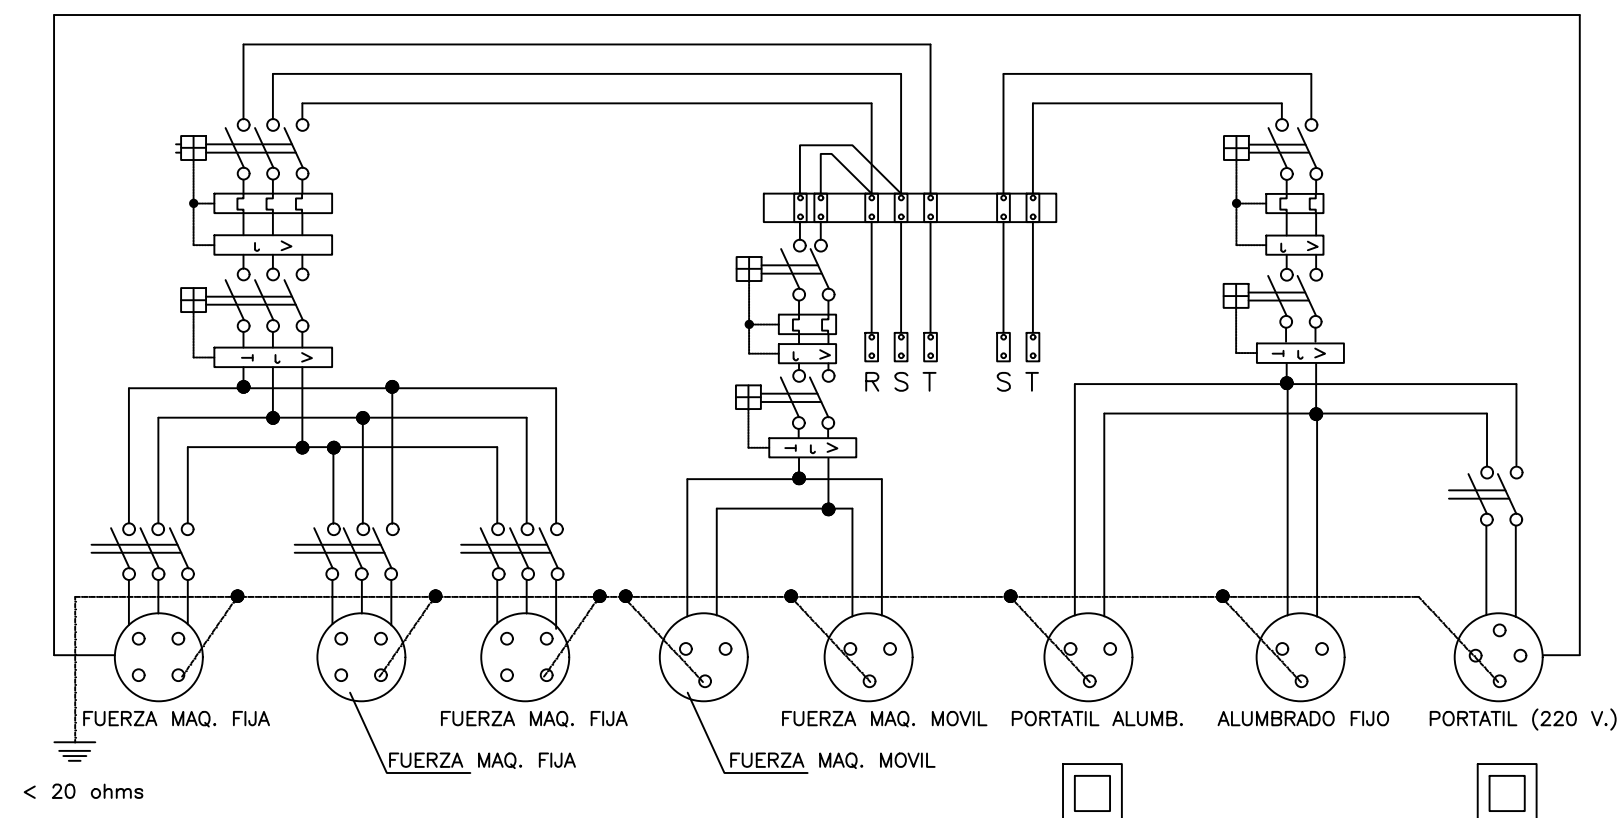 R S T S T
FUERZA MAQ. FIJA FUERZA MAQ. FIJA FUERZA MAQ. MOVIL PORTATIL ALUMB. ALUMBRADO FIJO PORTATIL (220 V.)
FUERZA MAQ. FIJA FUERZA MAQ. MOVIL
< 20 ohms